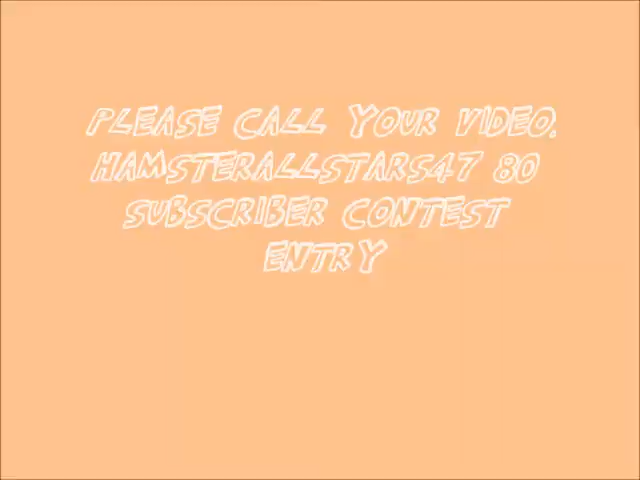 PLEASE CALL YOUR VIDEO.
HAMSTERALLSTARS47 80
SUBSCRIBER CONTEST
ENTRY